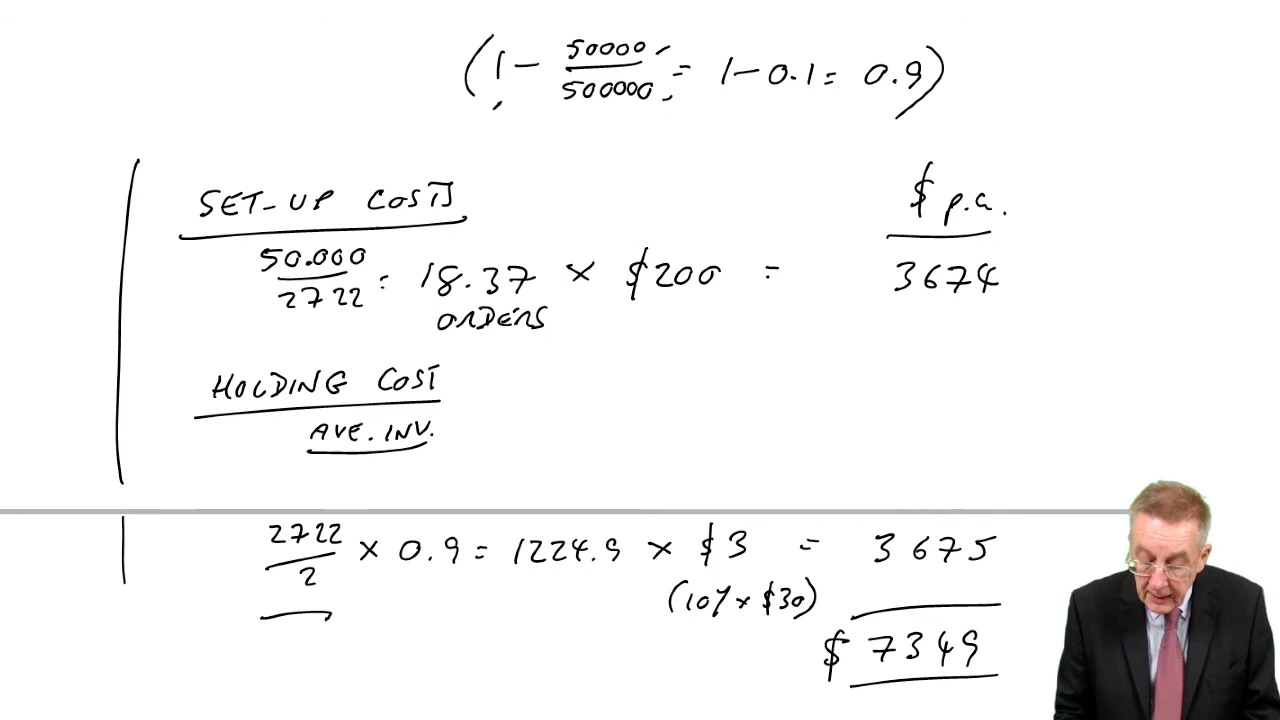 (1 - 50000/500000 = 1 - 0.1 = 0.9)
$ p.a.
SET-UP COSTS
50.000/2722 = 18.37 × $200 = 3674
ORDERS
HOLDING COST
AVE. INV.
2722/2 × 0.9 = 1224.9 × $3 = 3675
(10% × $30)
$ 7349